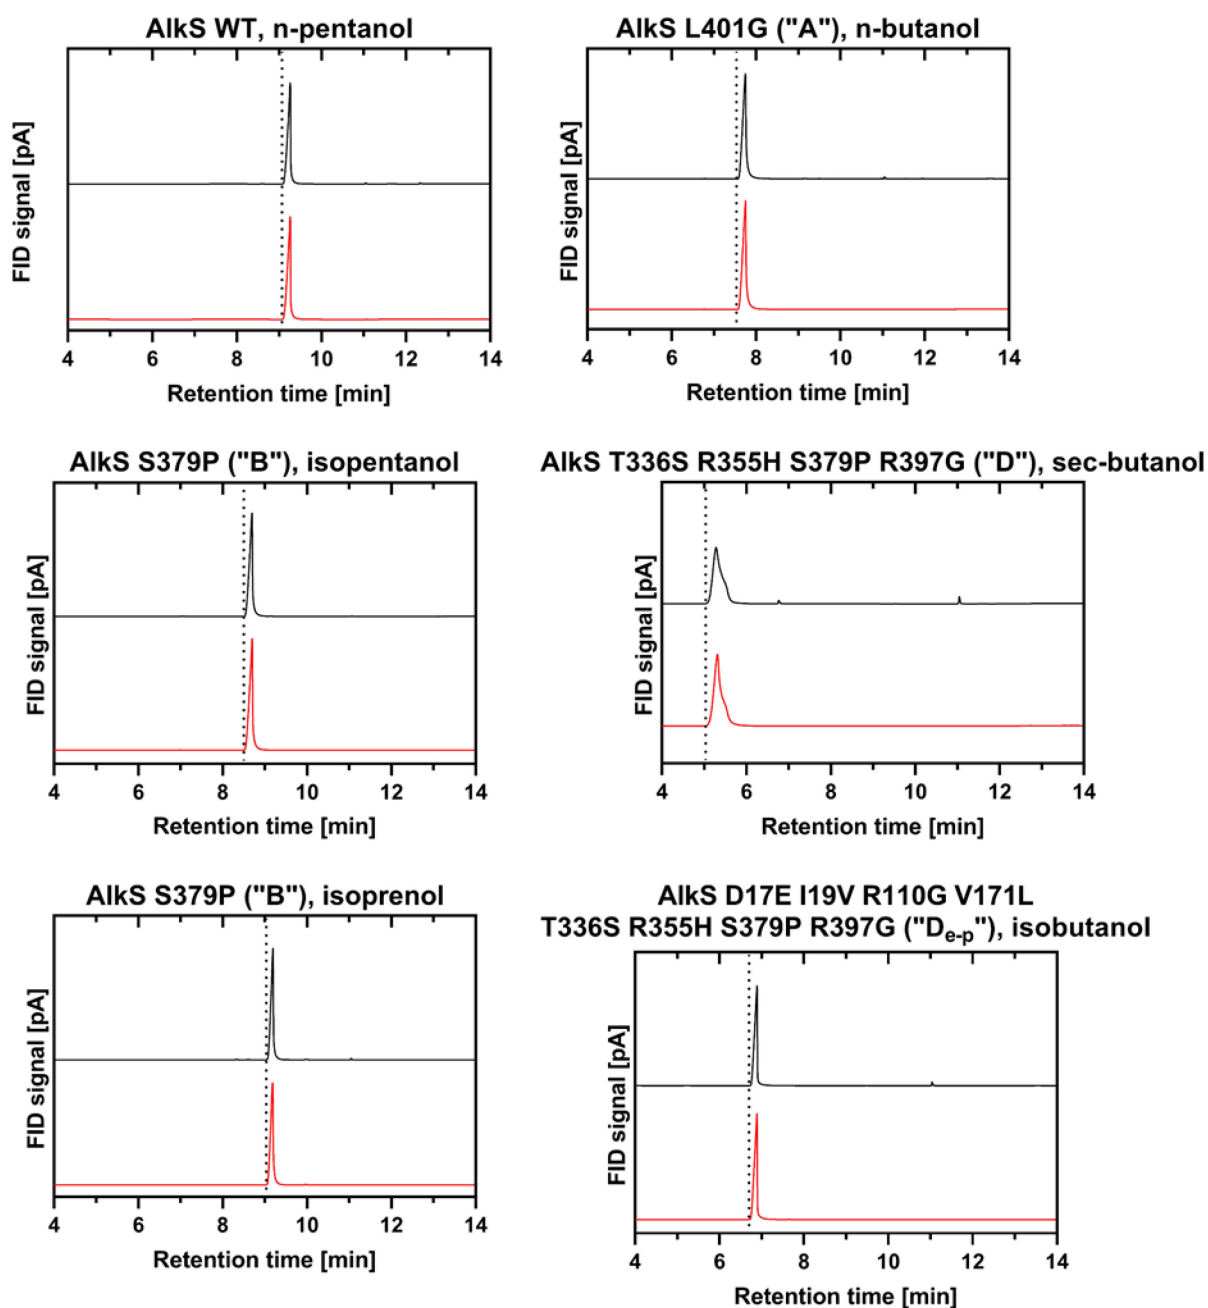 AlkS WT, n-pentanol
FID signal [pA]
4 6 8 10 12 14
Retention time [min]
AlkS L401G ("A"), n-butanol
FID signal [pA]
4 6 8 10 12 14
Retention time [min]
AlkS S379P ("B"), isopentanol
FID signal [pA]
4 6 8 10 12 14
Retention time [min]
AlkS T336S R355H S379P R397G ("D"), sec-butanol
FID signal [pA]
4 6 8 10 12 14
Retention time [min]
AlkS S379P ("B"), isoprenol
FID signal [pA]
4 6 8 10 12 14
Retention time [min]
AlkS D17E I19V R110G V171L
T336S R355H S379P R397G ("De-p"), isobutanol
FID signal [pA]
4 6 8 10 12 14
Retention time [min]